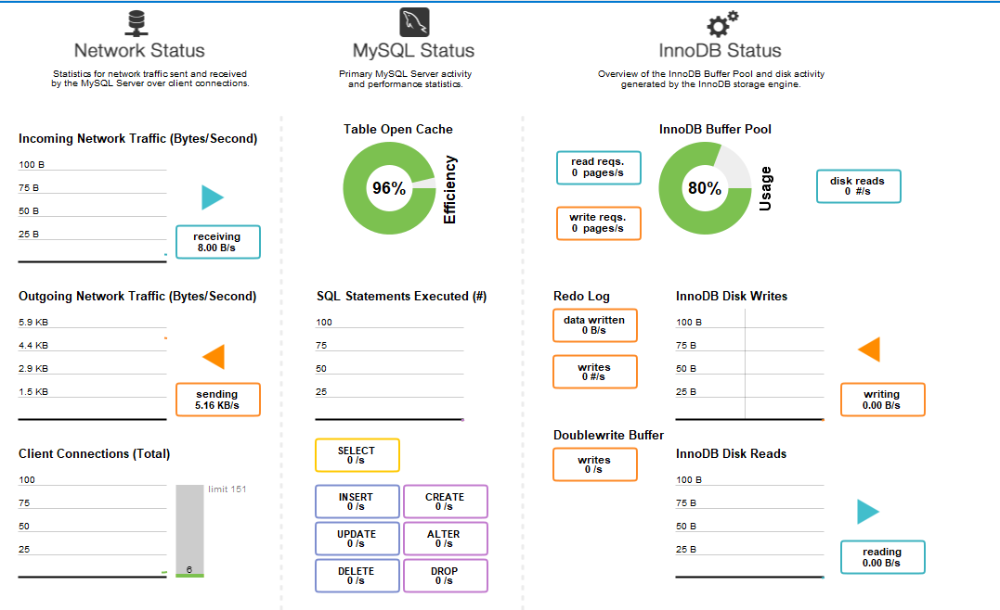 Network Status
Statistics for network traffic sent and received
by the MySQL Server over client connections.
MySQL Status
Primary MySQL Server activity
and performance statistics.
InnoDB Status
Overview of the InnoDB Buffer Pool and disk activity
generated by the InnoDB storage engine.
Incoming Network Traffic (Bytes/Second)
100 B
75 B
50 B
25 B
receiving
8.00 B/s
Outgoing Network Traffic (Bytes/Second)
5.9 KB
4.4 KB
2.9 KB
1.5 KB
sending
5.16 KB/s
Client Connections (Total)
100
75
50
25
limit 151
6
Table Open Cache
96%
Efficiency
SQL Statements Executed (#)
100
75
50
25
SELECT
0 /s
INSERT
0 /s
CREATE
0 /s
UPDATE
0 /s
ALTER
0 /s
DELETE
0 /s
DROP
0 /s
InnoDB Buffer Pool
read reqs.
0 pages/s
write reqs.
0 pages/s
80%
Usage
disk reads
0 #/s
Redo Log
data written
0 B/s
writes
0 #/s
Doublewrite Buffer
writes
0 /s
InnoDB Disk Writes
100 B
75 B
50 B
25 B
writing
0.00 B/s
InnoDB Disk Reads
100 B
75 B
50 B
25 B
reading
0.00 B/s